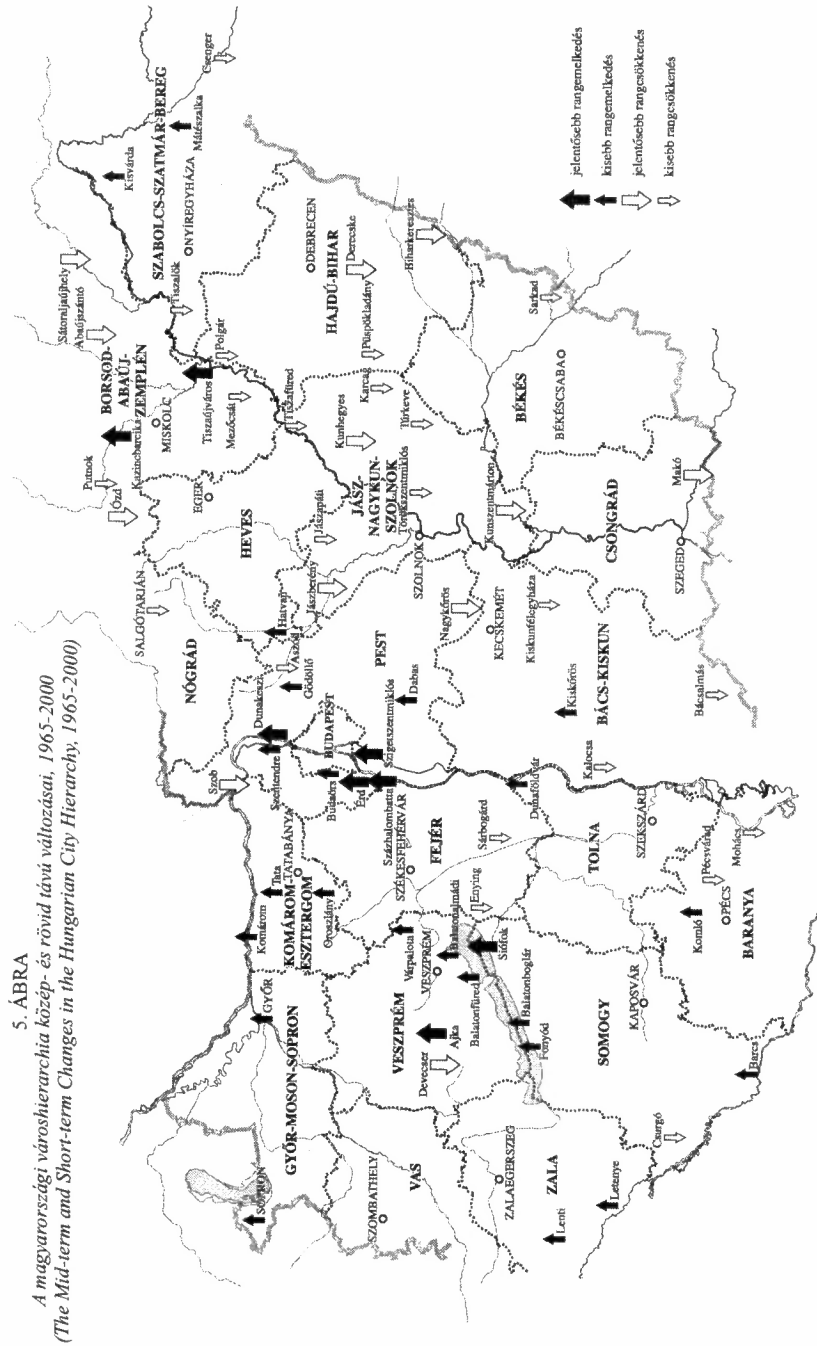 5. ÁBRA
A magyarországi városhierarchia közép- és rövid távú változásai, 1965-2000
(The Mid-term and Short-term Changes in the Hungarian City Hierarchy, 1965-2000)
Sátoraljaújhely
Abaújszántó
Kisvárda
SZABOLCS-SZATMÁR-BEREG
Csenger
Mátészalka
NYÍREGYHÁZA
Tiszalök
Putnok
Ózd
Kazincbarcika
BORSOD-
ABAÚJ-
ZEMPLÉN
MISKOLC
Tiszaújváros
Polgár
Mezőcsát
SALGÓTARJÁN
NÓGRÁD
EGER
HEVES
Tiszafüred
DEBRECEN
HAJDÚ-BIHAR
Derecske
Püspökladány
Biharkeresztes
Karcag
Kunhegyes
Szob
Dunakeszi
Szentendre
Gödöllő
Aszód
Hatvan
Jászberény
Jászapáti
JÁSZ-
NAGYKUN-
SZOLNOK
Törökszentmiklós
Túrkeve
SZOLNOK
BUDAPEST
Budaörs
Érd
Százhalombatta
Szigetszentmiklós
PEST
Dabas
Nagykőrös
KECSKEMÉT
Kunszentmárton
Sarkad
BÉKÉS
BÉKÉSCSABA
Komárom
Tata
TATABÁNYA
KOMÁROM-
ESZTERGOM
Oroszlány
SOPRON
GYŐR
GYŐR-MOSON-SOPRON
SZOMBATHELY
VAS
Devecser
Ajka
VESZPRÉM
Várpalota
VESZPRÉM
Balatonalmádi
Balatonfüred
Siófok
Balatonboglár
Fonyód
SZÉKESFEHÉRVÁR
FEJÉR
Enying
Sárbogárd
Dunaföldvár
Kiskunfélegyháza
Kiskőrös
BÁCS-KISKUN
CSONGRÁD
Makó
SZEGED
Kalocsa
Bácsalmás
TOLNA
SZEKSZÁRD
ZALAEGERSZEG
ZALA
Lenti
Letenye
SOMOGY
KAPOSVÁR
Csurgó
Barcs
Komló
PÉCS
Pécsvárad
Mohács
BARANYA
jelentősebb rangemelkedés
kisebb rangemelkedés
jelentősebb rangcsökkenés
kisebb rangcsökkenés